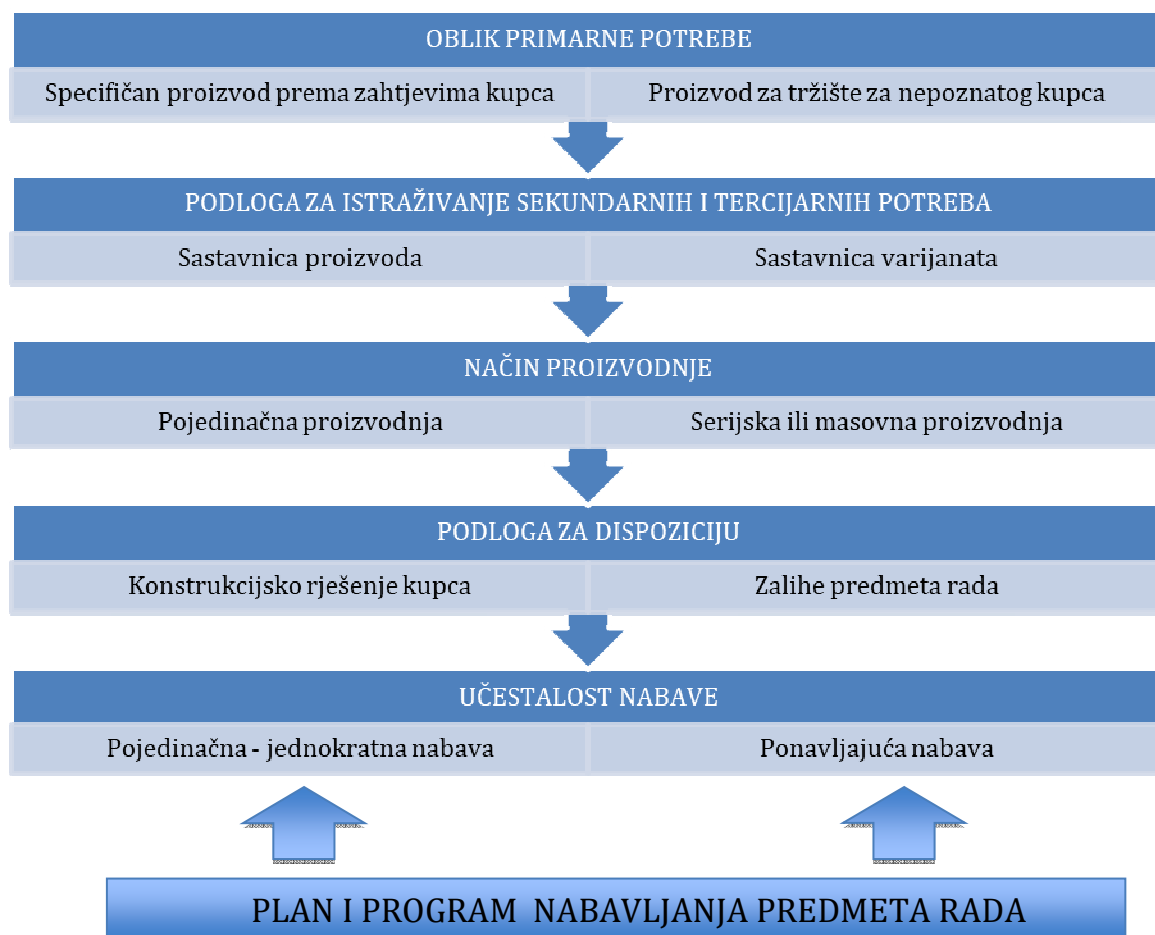 OBLIK PRIMARNE POTREBE
Specifičan proizvod prema zahtjevima kupca
Proizvod za tržište za nepoznatog kupca
PODLOGA ZA ISTRAŽIVANJE SEKUNDARNIH I TERCIJARNIH POTREBA
Sastavnica proizvoda
Sastavnica varijanata
NAČIN PROIZVODNJE
Pojedinačna proizvodnja
Serijska ili masovna proizvodnja
PODLOGA ZA DISPOZICIJU
Konstrukcijsko rješenje kupca
Zalihe predmeta rada
UČESTALOST NABAVE
Pojedinačna - jednokratna nabava
Ponavljajuća nabava
PLAN I PROGRAM NABAVLJANJA PREDMETA RADA